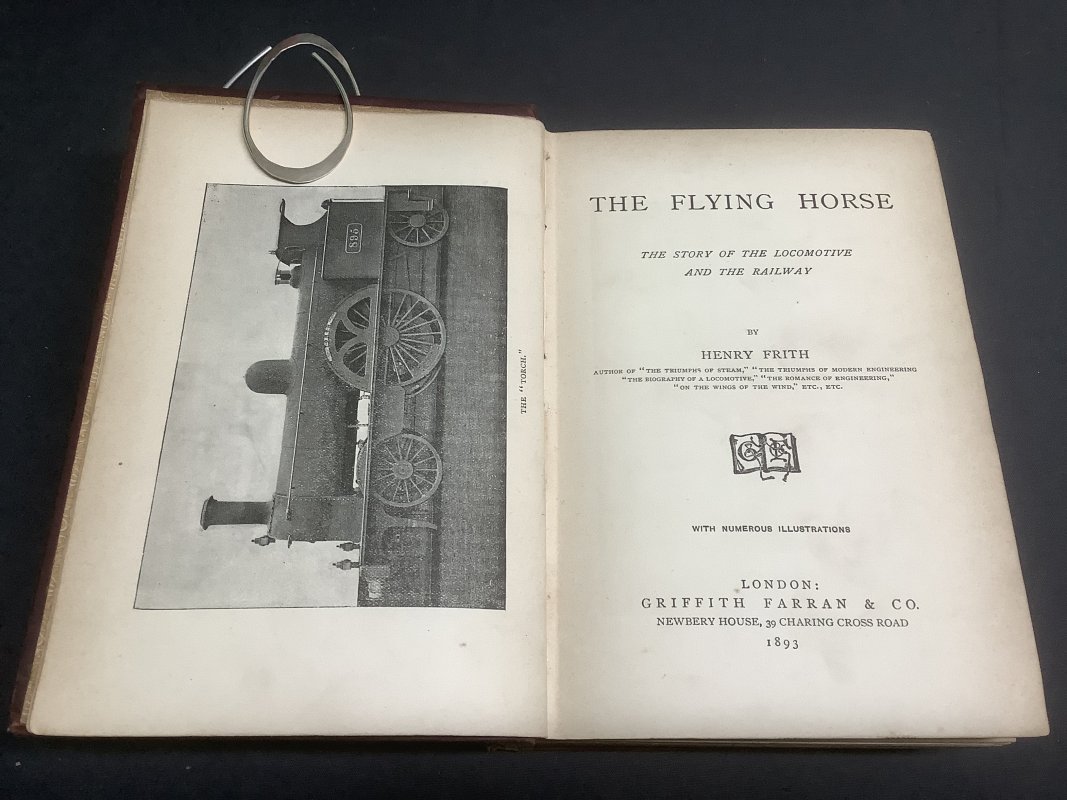 895
THE "TORCH."
THE FLYING HORSE
THE STORY OF THE LOCOMOTIVE
AND THE RAILWAY
BY
HENRY FRITH
AUTHOR OF "THE TRIUMPHS OF STEAM," "THE TRIUMPHS OF MODERN ENGINEERING
"THE BIOGRAPHY OF A LOCOMOTIVE," "THE ROMANCE OF ENGINEERING,"
"ON THE WINGS OF THE WIND," ETC., ETC.
WITH NUMEROUS ILLUSTRATIONS
LONDON:
GRIFFITH FARRAN & CO.
NEWBERY HOUSE, 39 CHARING CROSS ROAD
1893